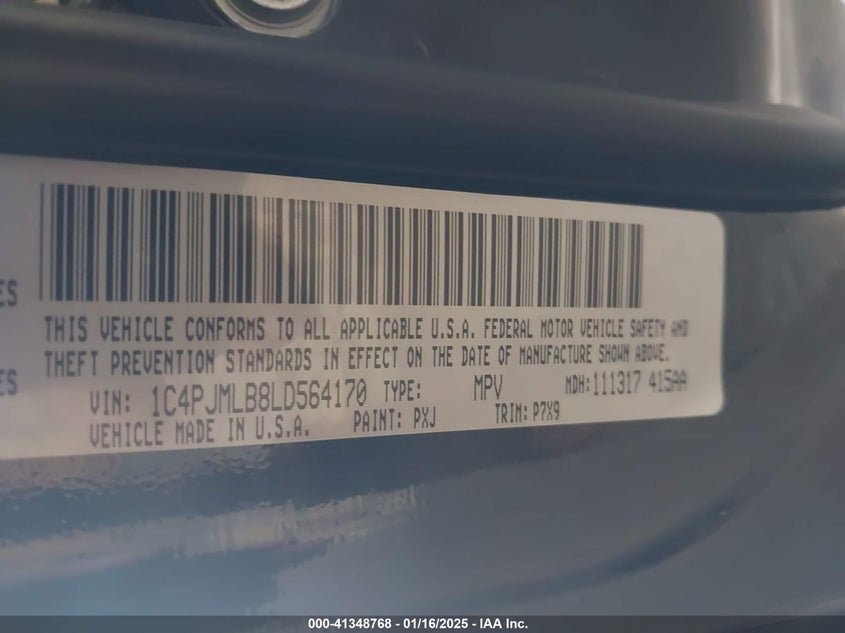 ES
THIS VEHICLE CONFORMS TO ALL APPLICABLE U.S.A. FEDERAL MOTOR VEHICLE SAFETY AND
THEFT PREVENTION STANDARDS IN EFFECT ON THE DATE OF MANUFACTURE SHOWN ABOVE.
ES
VIN: 1C4PJMLB8LD564170 TYPE: MPV MDH:111317 415AA
VEHICLE MADE IN U.S.A. PAINT: PXJ TRIM: P7X9
000-41348768 - 01/16/2025 - IAA Inc.